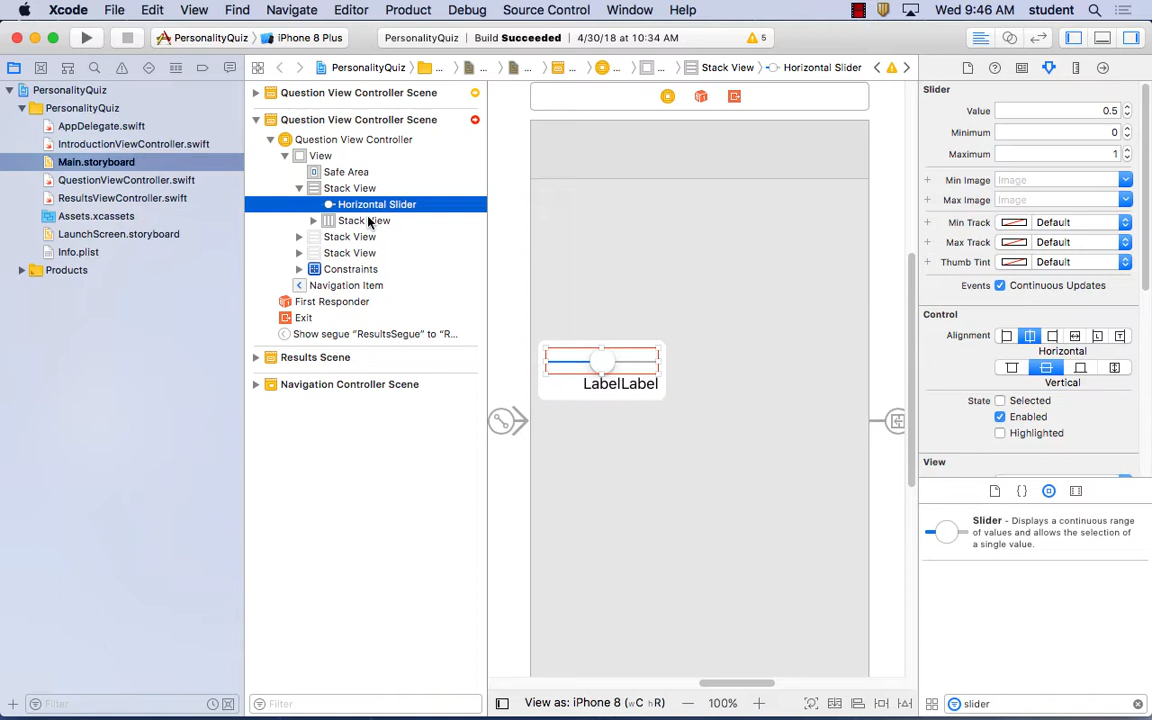 Xcode File Edit View Find Navigate Editor Product Debug Source Control Window Help Wed 9:46 AM student
PersonalityQuiz iPhone 8 Plus PersonalityQuiz Build Succeeded 4/30/18 at 10:34 AM 5
PersonalityQuiz ... ... ... ... ... ... Stack View Horizontal Slider
PersonalityQuiz
PersonalityQuiz
AppDelegate.swift
IntroductionViewController.swift
Main.storyboard
QuestionViewController.swift
ResultsViewController.swift
Assets.xcassets
LaunchScreen.storyboard
Info.plist
Products
Filter
Question View Controller Scene
Question View Controller Scene
Question View Controller
View
Safe Area
Stack View
Horizontal Slider
Stack View
Stack View
Stack View
Constraints
Navigation Item
First Responder
Exit
Show segue "ResultsSegue" to "R...
Results Scene
Navigation Controller Scene
Filter
LabelLabel
View as: iPhone 8 (wC hR) 100%
Slider
Value 0.5
Minimum 0
Maximum 1
Min Image Image
Max Image Image
Min Track Default
Max Track Default
Thumb Tint Default
Events Continuous Updates
Control
Alignment
Horizontal
Vertical
State Selected
Enabled
Highlighted
View
Slider - Displays a continuous range
of values and allows the selection of
a single value.
slider